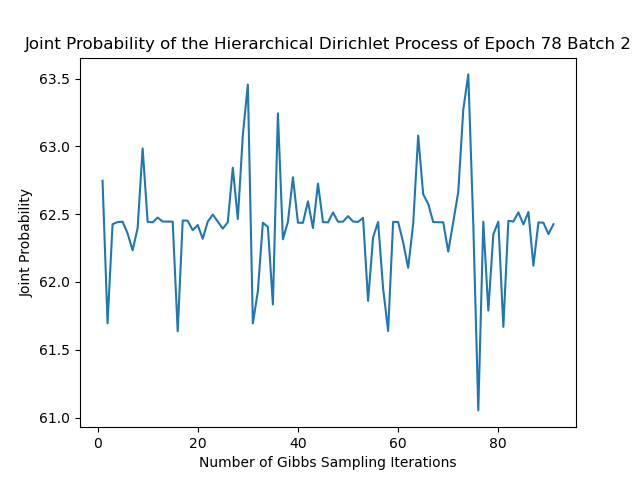 Joint Probability of the Hierarchical Dirichlet Process of Epoch 78 Batch 2
63.5
63.0
62.5
62.0
61.5
61.0
Joint Probability
0 20 40 60 80
Number of Gibbs Sampling Iterations